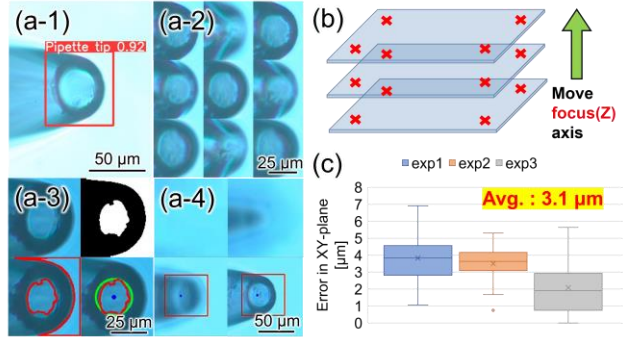 (a-1)
Pipette tip 0.92
50 μm
(a-2)
25 μm
(a-3)
25 μm
(a-4)
50 μm
(b)
Move
focus(Z)
axis
(c)
exp1 exp2 exp3
Avg. : 3.1 μm
Error in XY-plane
[μm]
8
7
6
5
4
3
2
1
0